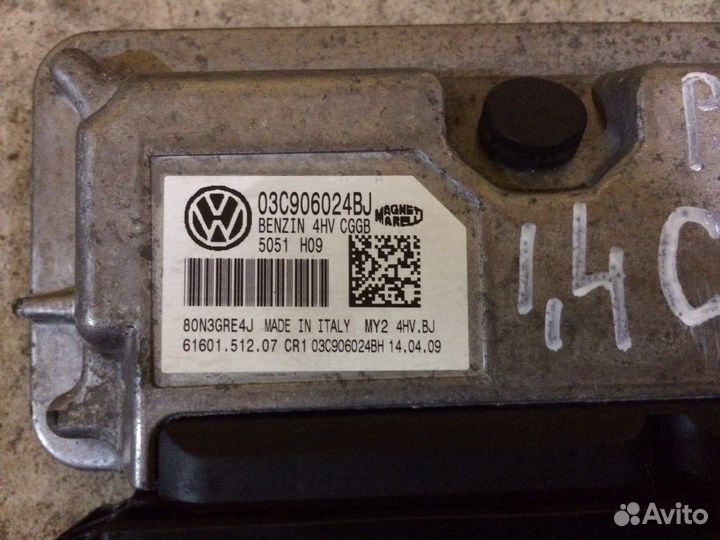 03C906024BJ
MAGNETI MARELLI
BENZIN 4HV CGGB
5051 H09
80N3GRE4J MADE IN ITALY MY2 4HV.BJ
61601.512.07 CR1 03C906024BH 14.04.09
P
1,4 C
Avito